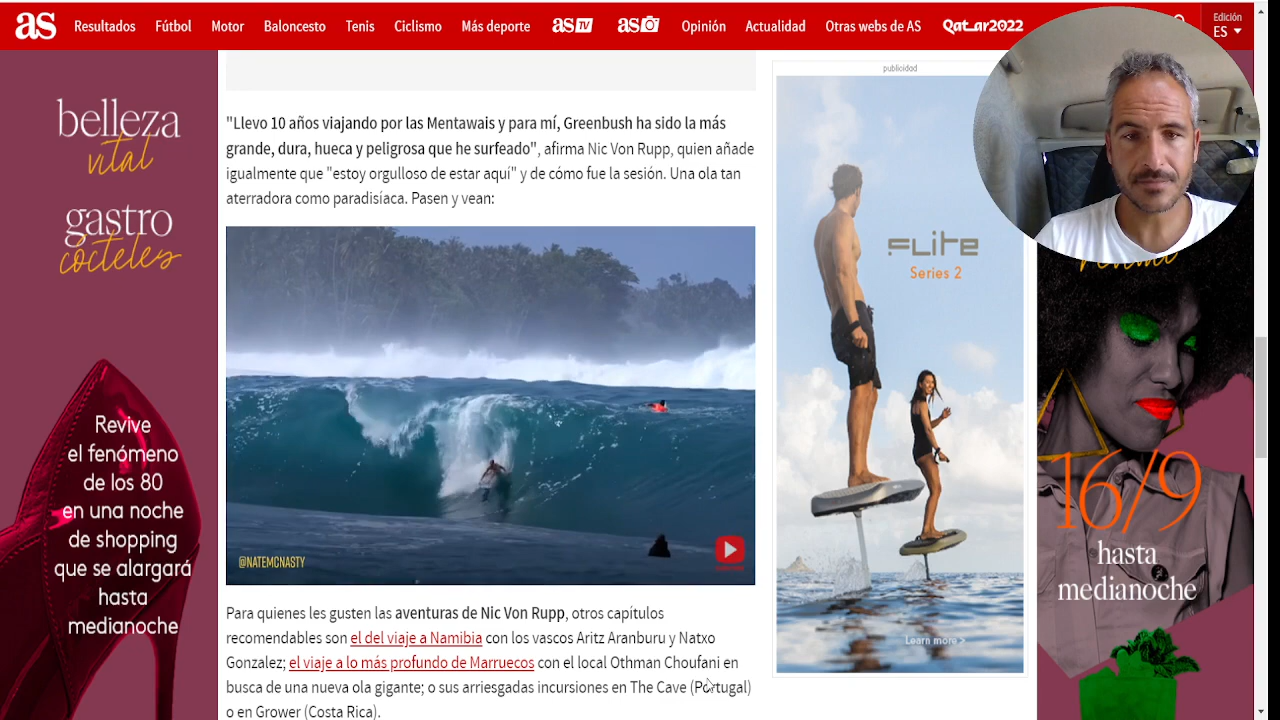 as
Resultados
Fútbol
Motor
Baloncesto
Tenis
Ciclismo
Más deporte
as TV
as
Opinión
Actualidad
Otras webs de AS
Qatar2022
Edición
ES
belleza
vital
gastro
cócteles
Revive
el fenómeno
de los 80
en una noche
de shopping
que se alargará
hasta
medianoche
"Llevo 10 años viajando por las Mentawais y para mí, Greenbush ha sido la más
grande, dura, hueca y peligrosa que he surfeado", afirma Nic Von Rupp, quien añade
igualmente que "estoy orgulloso de estar aquí" y de cómo fue la sesión. Una ola tan
aterradora como paradisíaca. Pasen y vean:
@NATEMCNASTY
Para quienes les gusten las aventuras de Nic Von Rupp, otros capítulos
recomendables son el del viaje a Namibia con los vascos Aritz Aranburu y Natxo
Gonzalez; el viaje a lo más profundo de Marruecos con el local Othman Choufani en
busca de una nueva ola gigante; o sus arriesgadas incursiones en The Cave (Portugal)
o en Grower (Costa Rica).
publicidad
FLITE
Series 2
Learn more >
16/9
hasta
medianoche